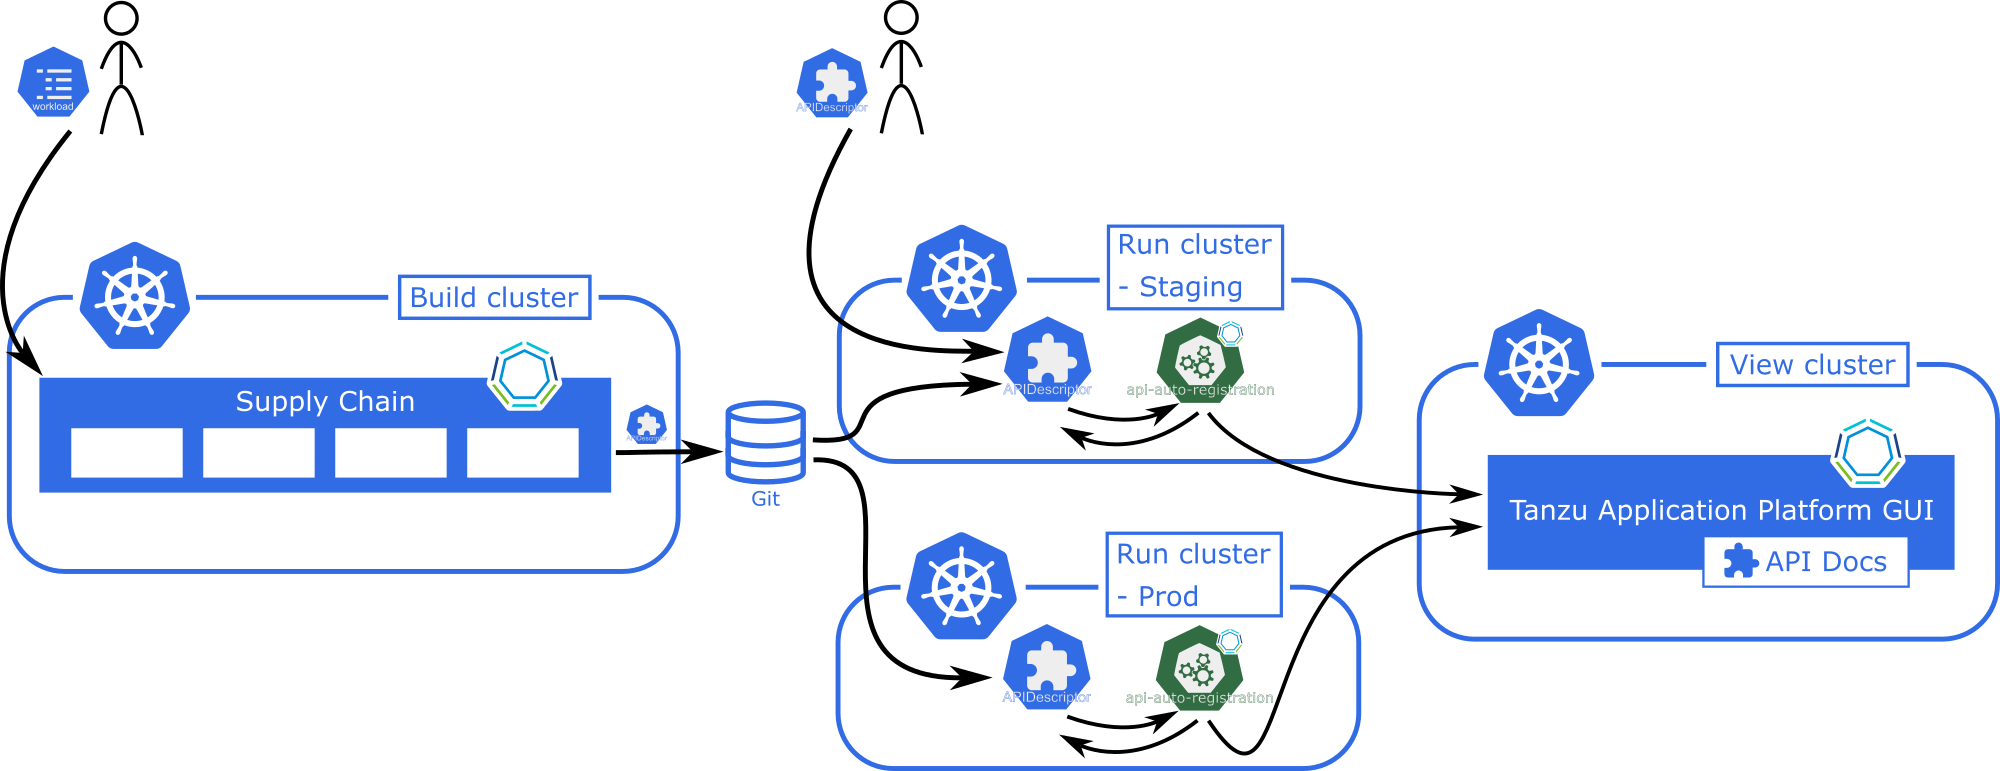 workload
APIDescriptor
Build cluster
Supply Chain
APIDescriptor
Git
Run cluster
- Staging
APIDescriptor
api-auto-registration
Run cluster
- Prod
APIDescriptor
api-auto-registration
View cluster
Tanzu Application Platform GUI
API Docs